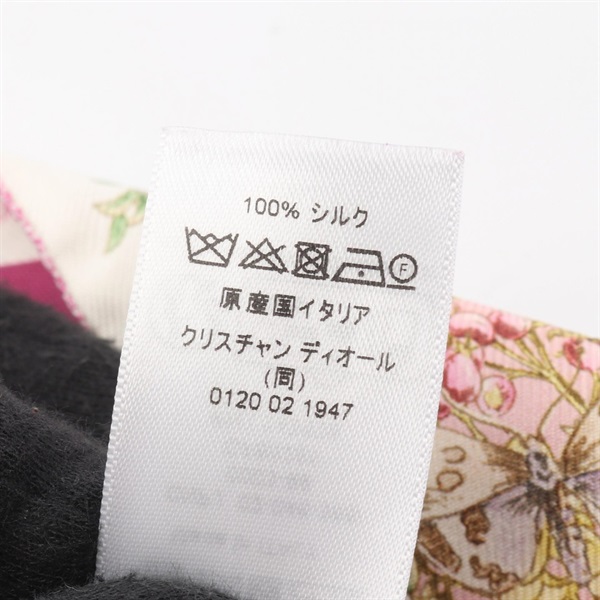 100% シルク
F
原産国イタリア
クリスチャン ディオール
(同)
0120 02 1947